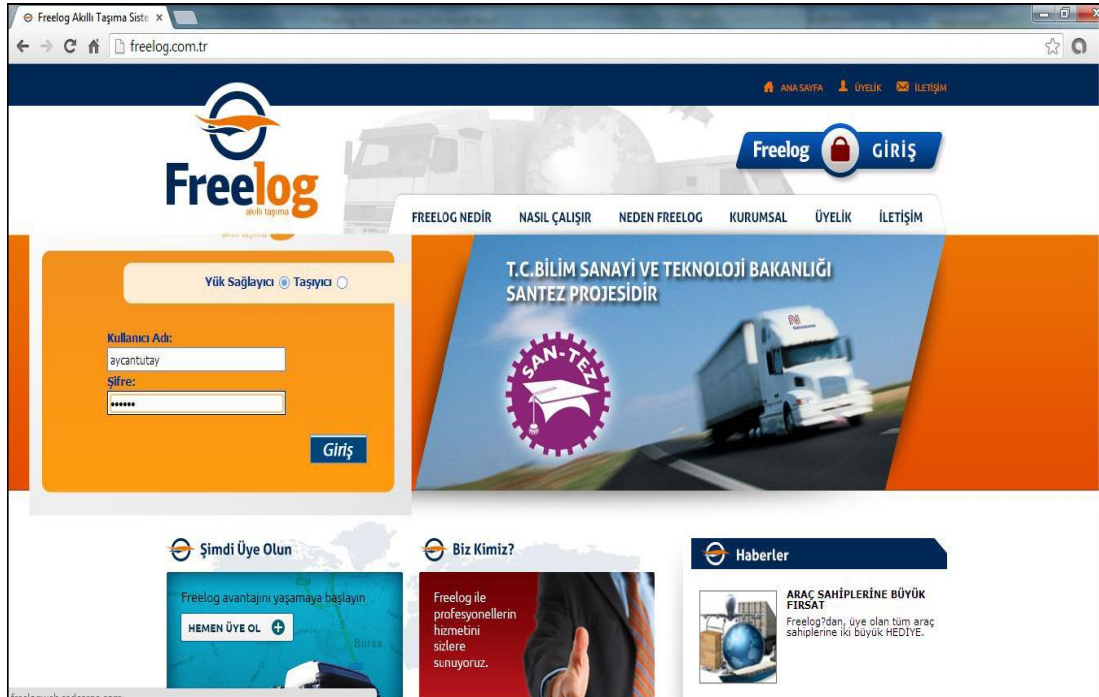 Freelog Akıllı Taşıma Siste
freelog.com.tr
ANA SAYFA ÜYELİK İLETİŞİM
Freelog
akıllı taşıma
Freelog GİRİŞ
FREELOG NEDİR NASIL ÇALIŞIR NEDEN FREELOG KURUMSAL ÜYELİK İLETİŞİM
Yük Sağlayıcı Taşıyıcı
Kullanıcı Adı:
aycantutay
Şifre:
••••••
Giriş
T.C.BİLİM SANAYİ VE TEKNOLOJİ BAKANLIĞI
SANTEZ PROJESİDİR
SAN-TEZ
Şimdi Üye Olun
Freelog avantajını yaşamaya başlayın
HEMEN ÜYE OL
Bursa
Biz Kimiz?
Freelog ile
profesyonellerin
hizmetini
sizlere
sunuyoruz.
Haberler
ARAÇ SAHİPLERİNE BÜYÜK
FIRSAT
Freelog?dan, üye olan tüm araç
sahiplerine iki büyük HEDİYE.